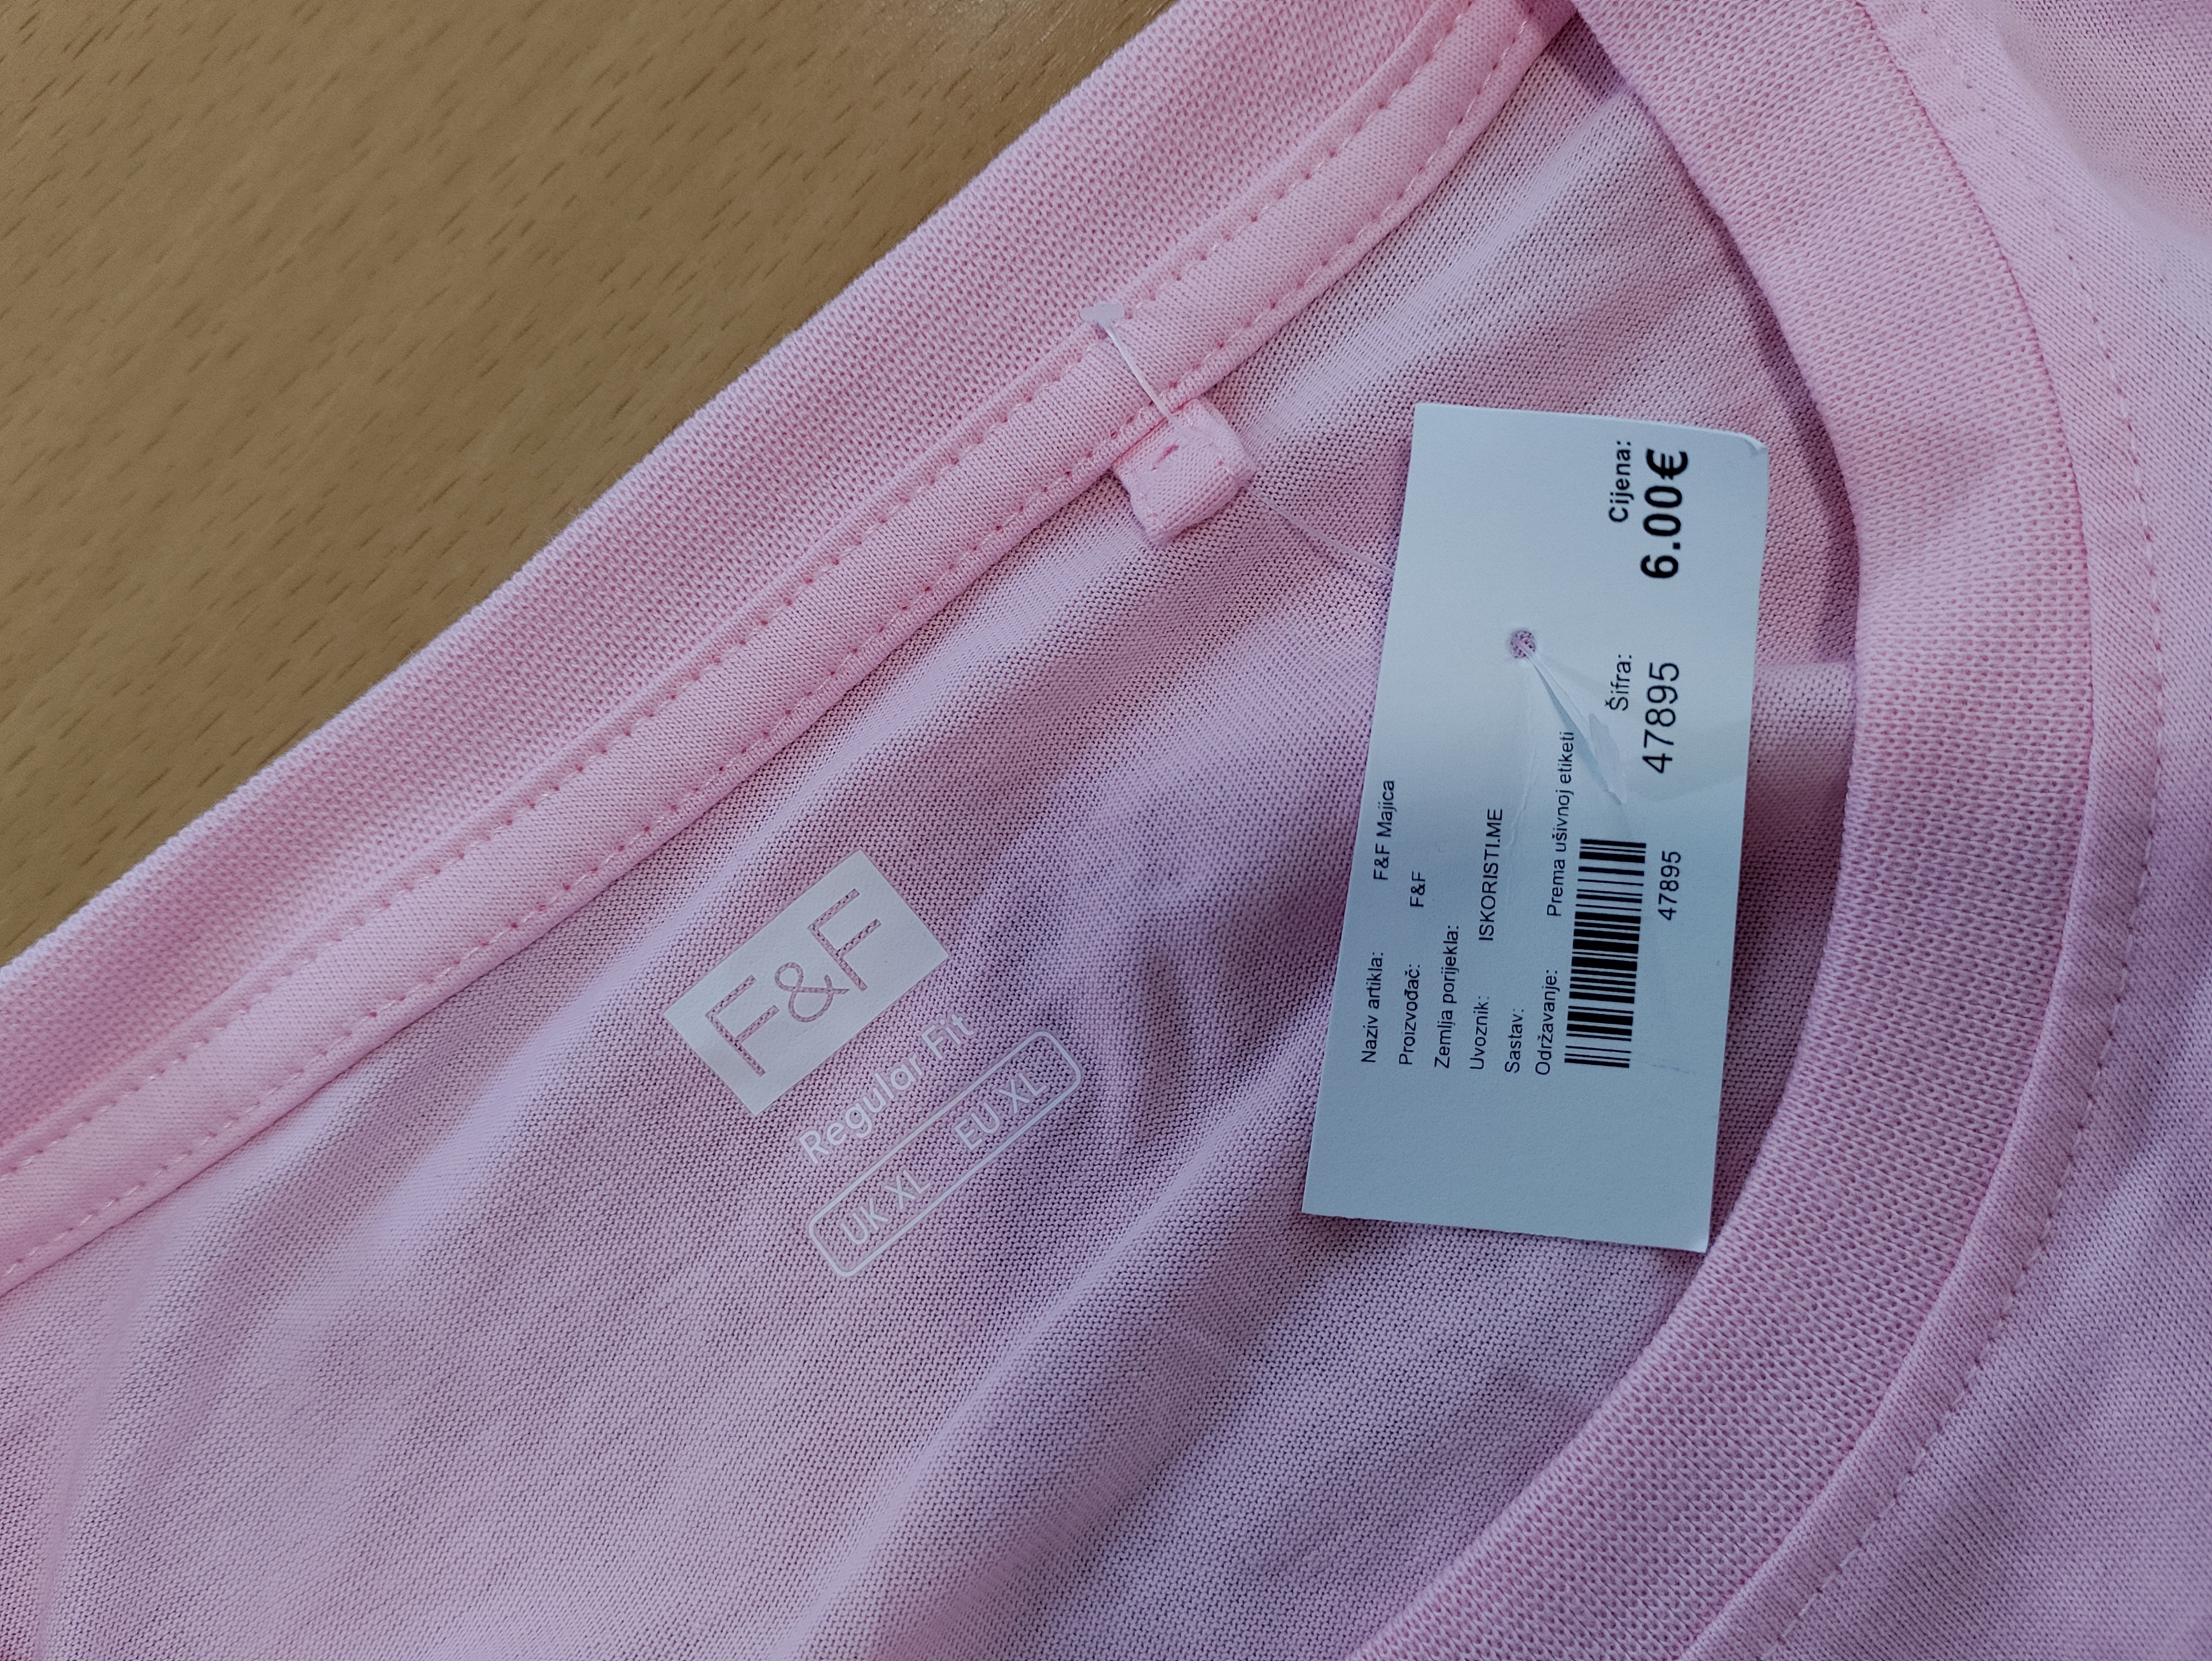 F&F
Regular Fit
UK XL EU XL
Naziv artikla: F&F Majica
Proizvođač: F&F
Zemlja porijekla:
Uvoznik: ISKORISTI.ME
Sastav:
Održavanje: Prema ušivnoj etiketi
47895
Šifra:
47895
Cijena:
6.00€